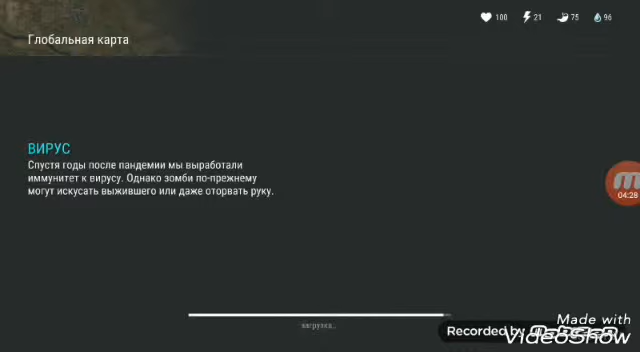 100 21 75 96
Глобальная карта
ВИРУС
Спустя годы после пандемии мы выработали
иммунитет к вирусу. Однако зомби по-прежнему
могут искусать выжившего или даже оторвать руку.
04:28
загрузка...
Made with
Recorded by
VideoShow